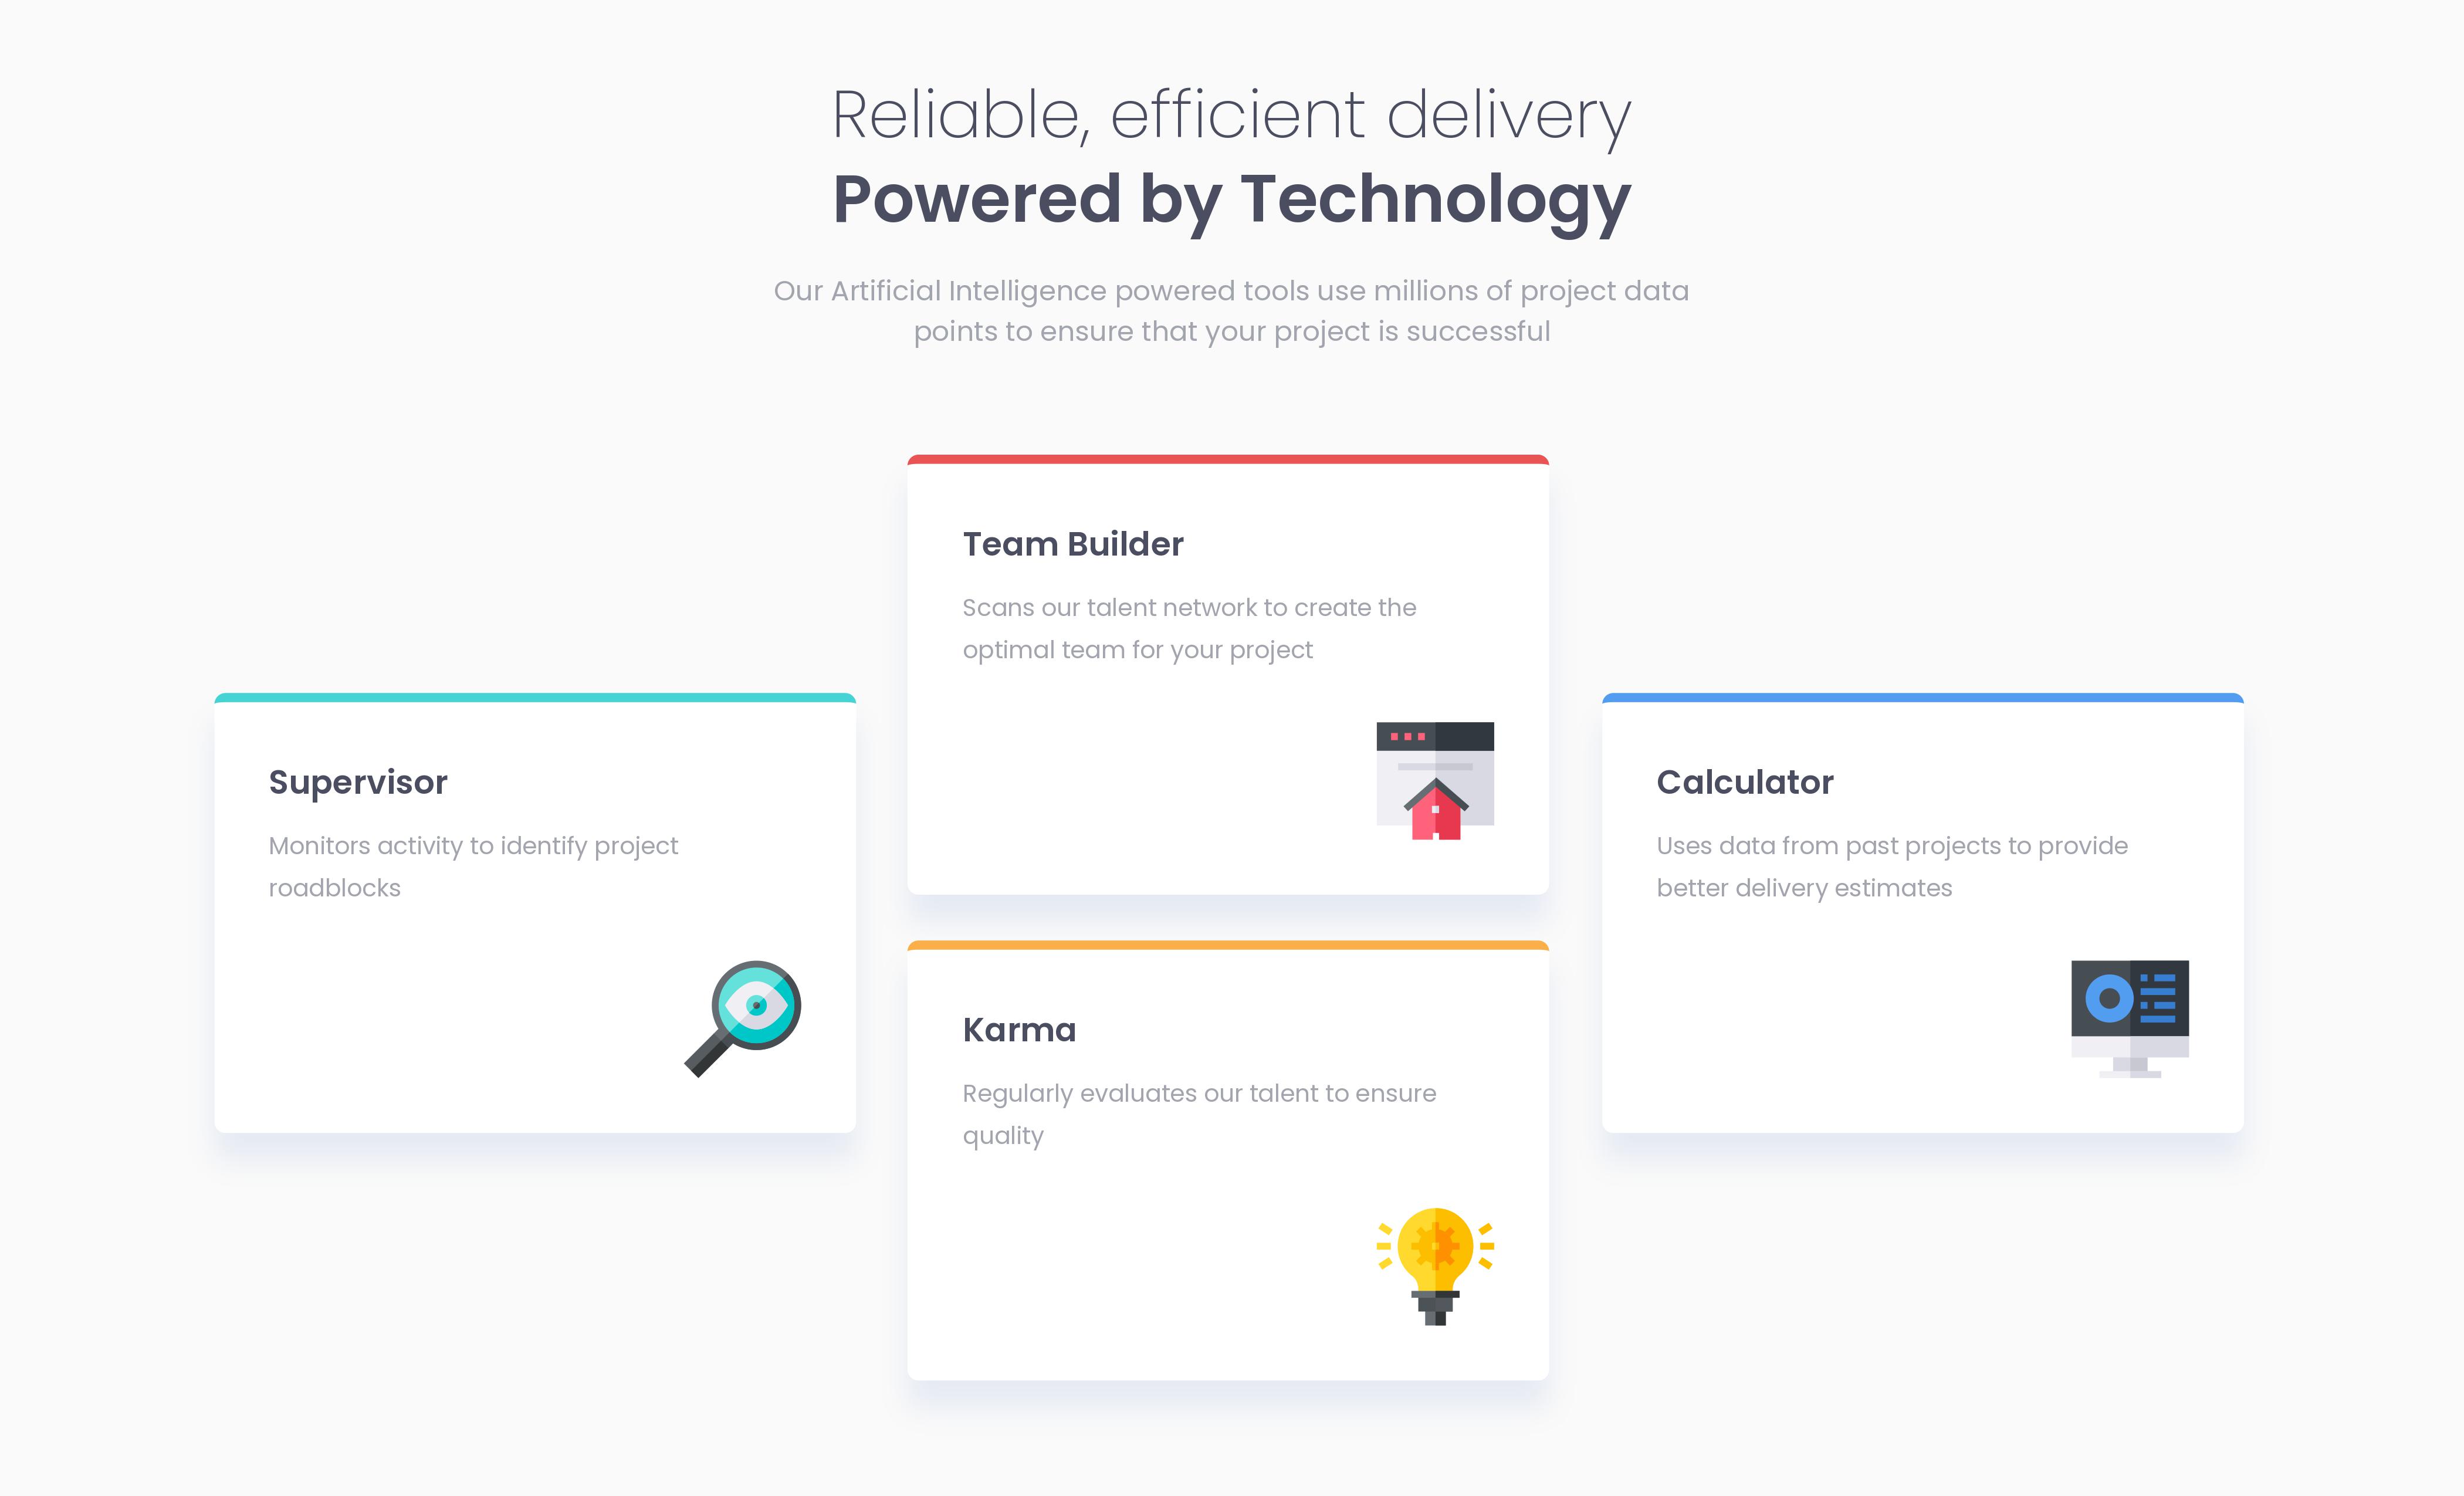 Reliable, efficient delivery
Powered by Technology
Our Artificial Intelligence powered tools use millions of project data
points to ensure that your project is successful
Supervisor
Monitors activity to identify project
roadblocks
Team Builder
Scans our talent network to create the
optimal team for your project
Karma
Regularly evaluates our talent to ensure
quality
Calculator
Uses data from past projects to provide
better delivery estimates